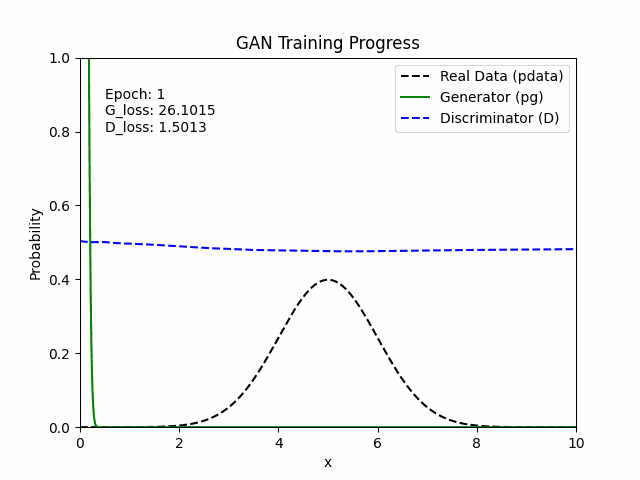 GAN Training Progress
Epoch: 1
G_loss: 26.1015
D_loss: 1.5013
Real Data (pdata)
Generator (pg)
Discriminator (D)
Probability
1.0
0.8
0.6
0.4
0.2
0.0
0 2 4 6 8 10
x